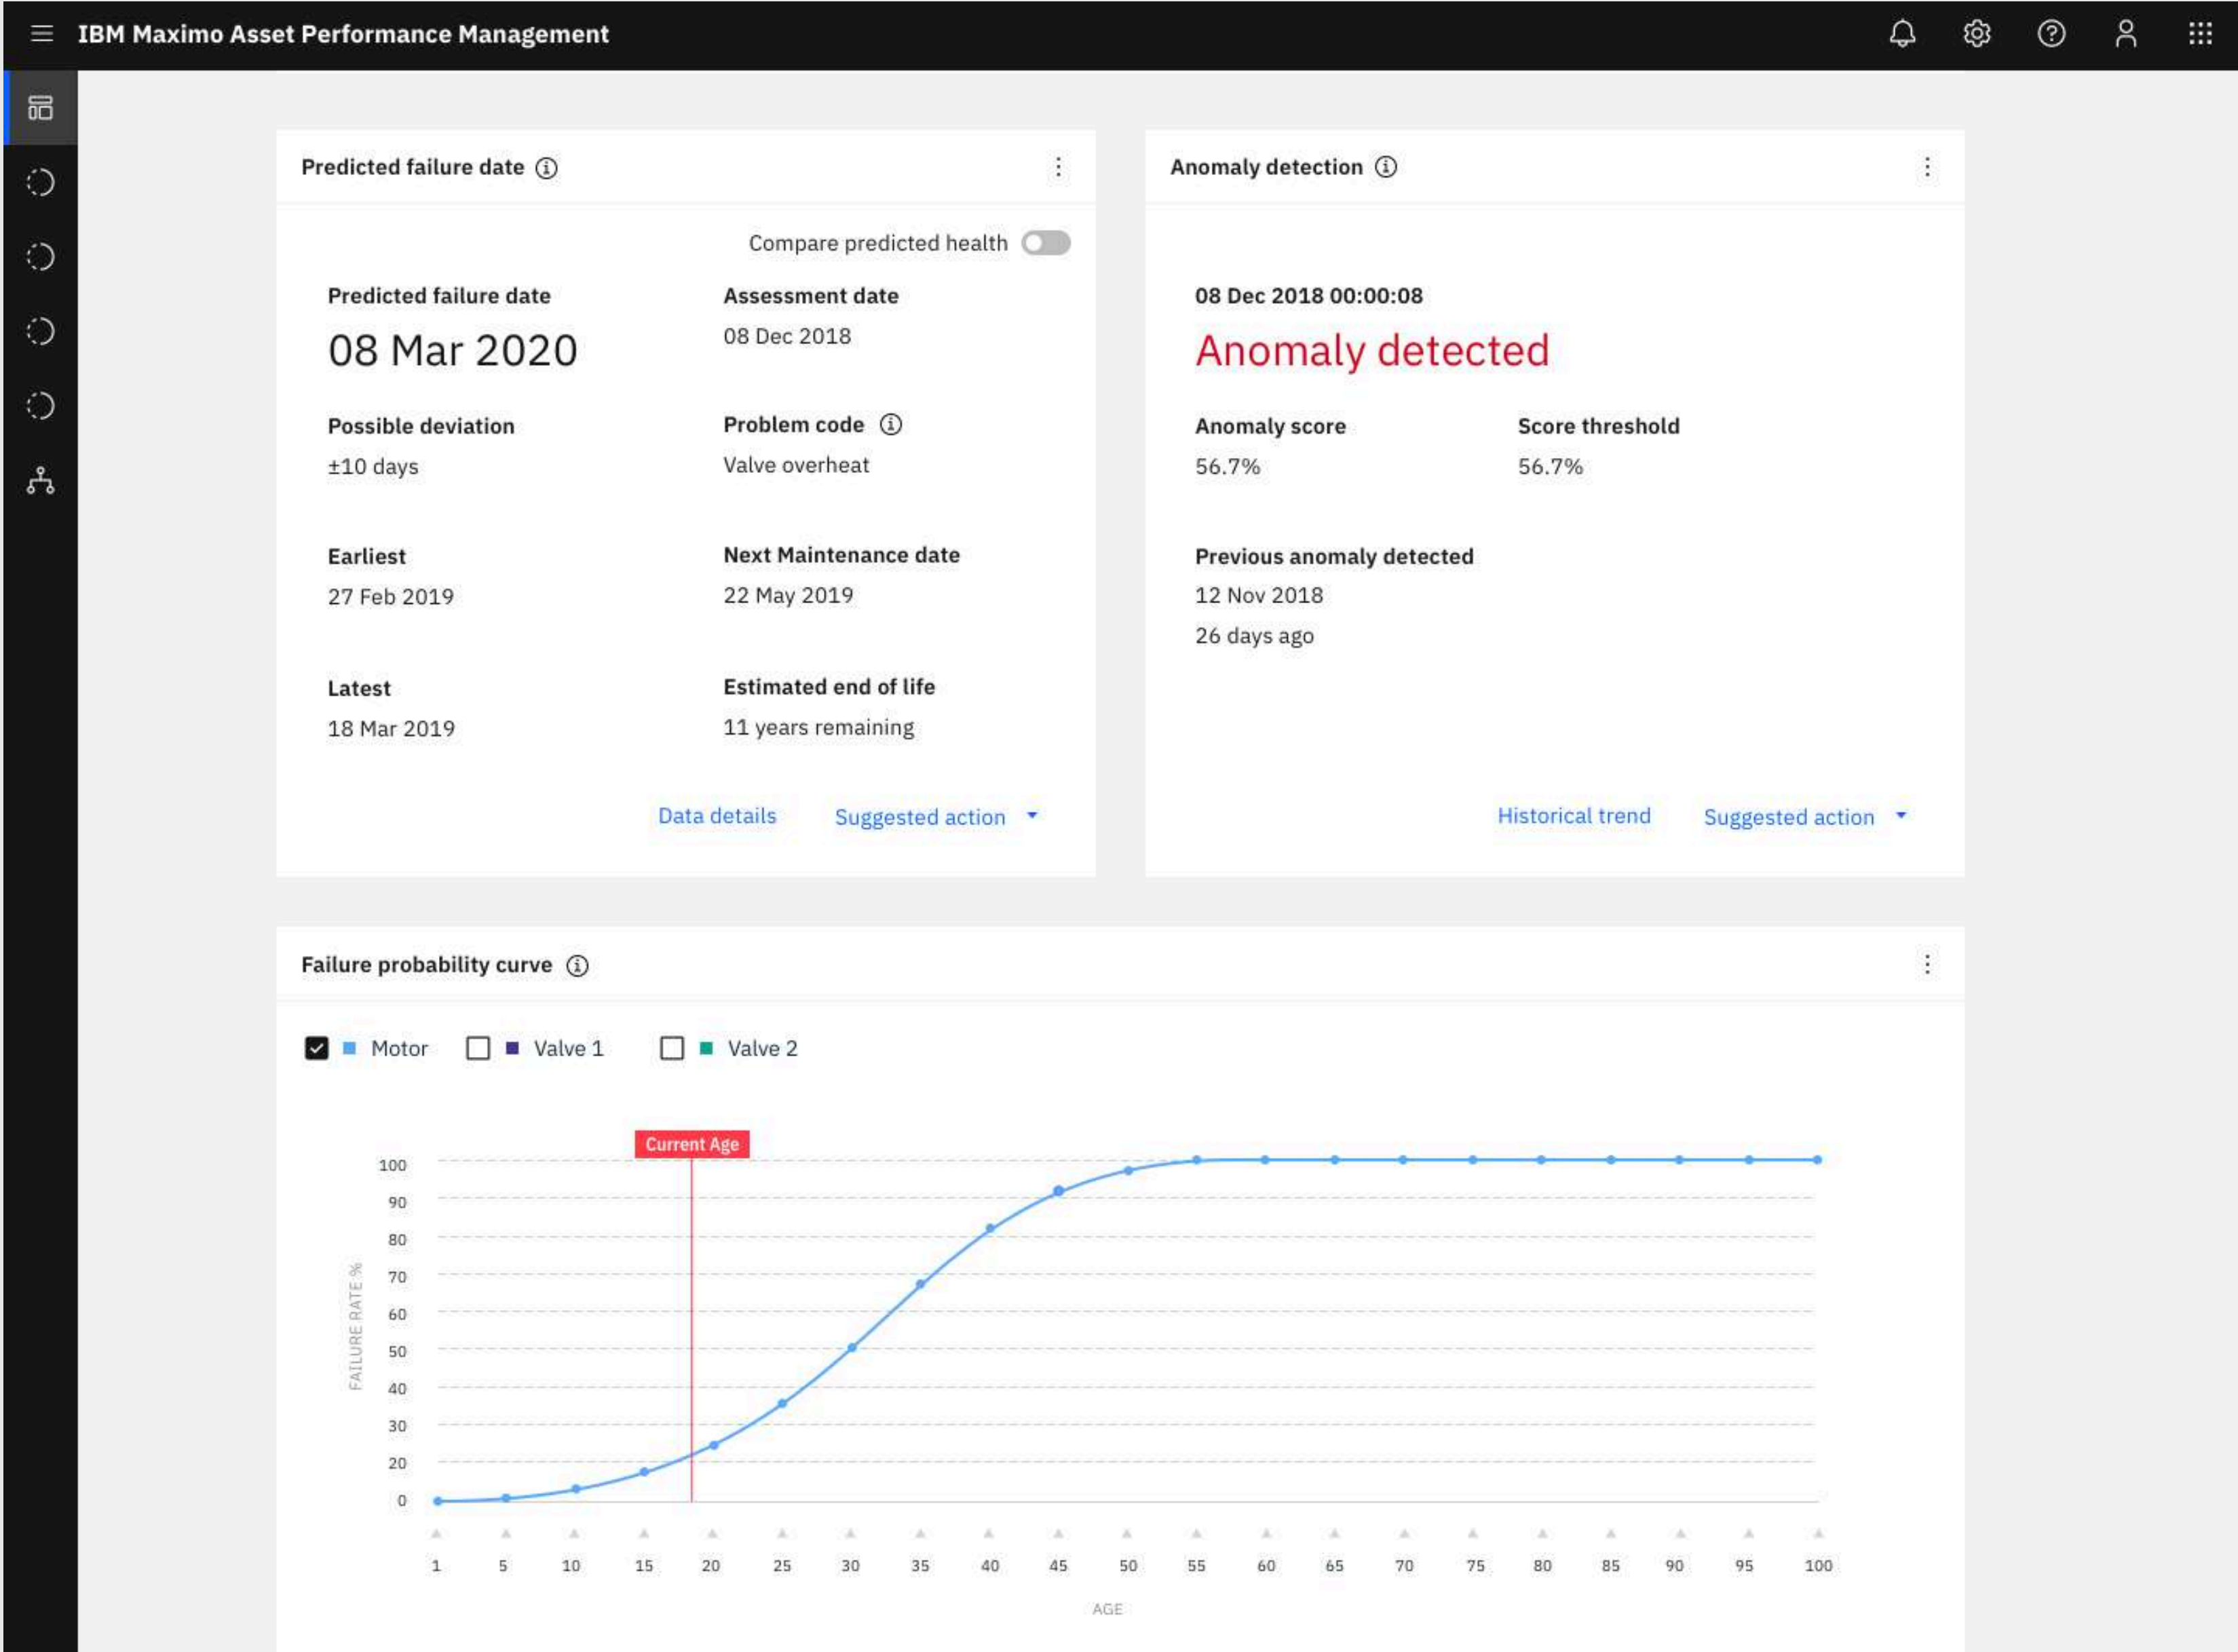 IBM Maximo Asset Performance Management
Predicted failure date
Compare predicted health
Predicted failure date
08 Mar 2020
Assessment date
08 Dec 2018
Possible deviation
±10 days
Problem code
Valve overheat
Earliest
27 Feb 2019
Next Maintenance date
22 May 2019
Latest
18 Mar 2019
Estimated end of life
11 years remaining
Data details
Suggested action
Anomaly detection
08 Dec 2018 00:00:08
Anomaly detected
Anomaly score
56.7%
Score threshold
56.7%
Previous anomaly detected
12 Nov 2018
26 days ago
Historical trend
Suggested action
Failure probability curve
Motor
Valve 1
Valve 2
Current Age
FAILURE RATE %
100
90
80
70
60
50
40
30
20
0
1 5 10 15 20 25 30 35 40 45 50 55 60 65 70 75 80 85 90 95 100
AGE